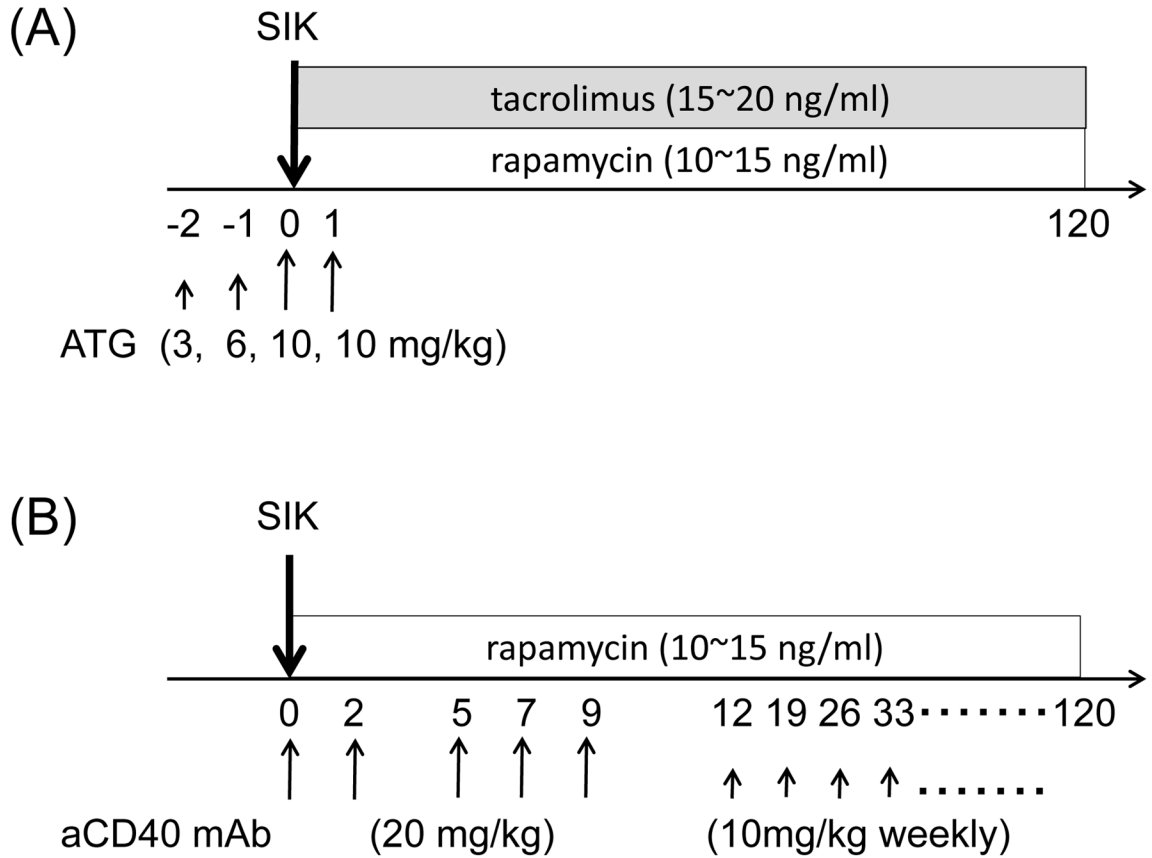 (A)
SIK
tacrolimus (15~20 ng/ml)
rapamycin (10~15 ng/ml)
-2 -1 0 1 120
ATG (3, 6, 10, 10 mg/kg)
(B)
SIK
rapamycin (10~15 ng/ml)
0 2 5 7 9 12 19 26 33 ········ 120
·······
aCD40 mAb (20 mg/kg) (10mg/kg weekly)